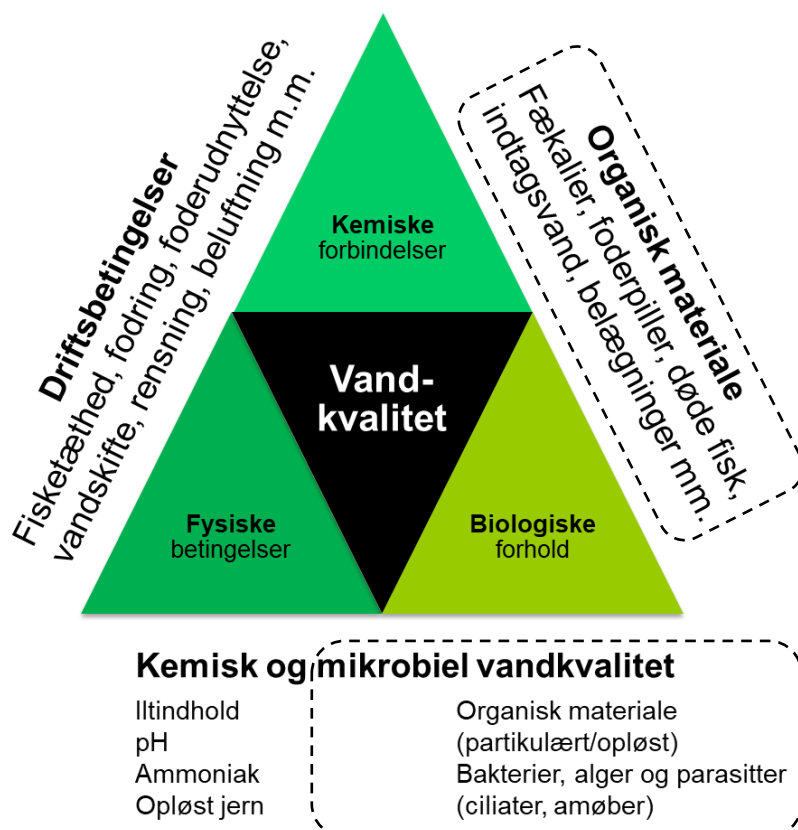 Driftsbetingelser
Fisketæthed, fodring, foderudnyttelse,
vandskifte, rensning, beluftning m.m.
Organisk materiale
Fækalier, foderpiller, døde fisk,
indtagsvand, belægninger mm.
Kemiske
forbindelser
Vand-
kvalitet
Fysiske
betingelser
Biologiske
forhold
Kemisk og mikrobiel vandkvalitet
Iltindhold
pH
Ammoniak
Opløst jern
Organisk materiale
(partikulært/opløst)
Bakterier, alger og parasitter
(ciliater, amøber)